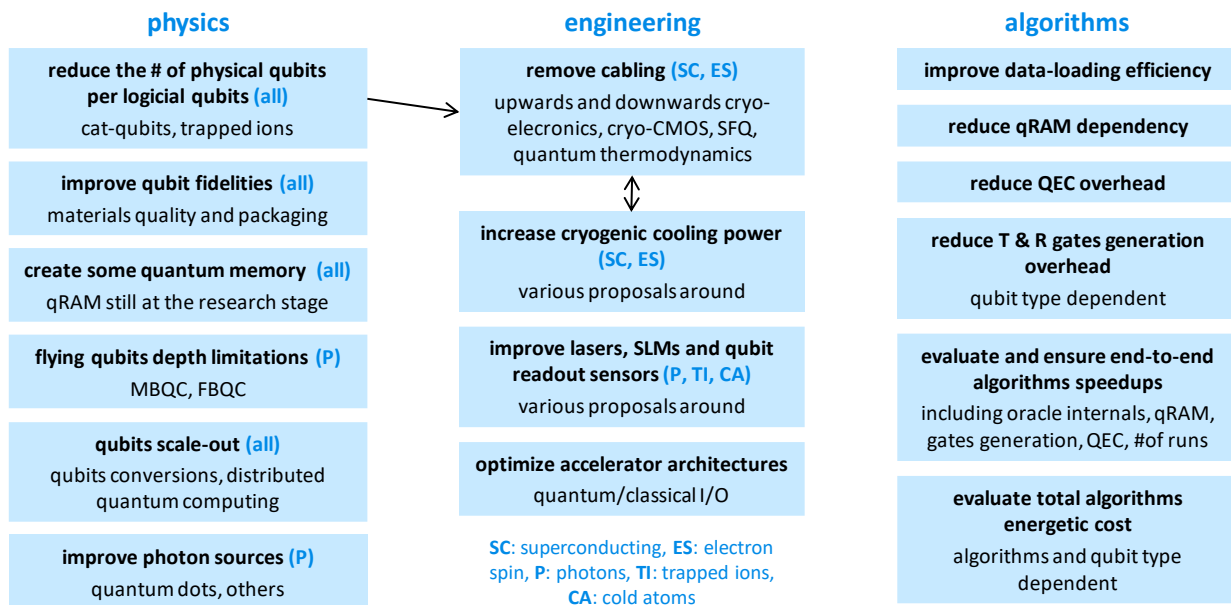 physics
reduce the # of physical qubits
per logicial qubits (all)
cat-qubits, trapped ions
improve qubit fidelities (all)
materials quality and packaging
create some quantum memory (all)
qRAM still at the research stage
flying qubits depth limitations (P)
MBQC, FBQC
qubits scale-out (all)
qubits conversions, distributed
quantum computing
improve photon sources (P)
quantum dots, others
engineering
remove cabling (SC, ES)
upwards and downwards cryo-
elecronics, cryo-CMOS, SFQ,
quantum thermodynamics
increase cryogenic cooling power
(SC, ES)
various proposals around
improve lasers, SLMs and qubit
readout sensors (P, TI, CA)
various proposals around
optimize accelerator architectures
quantum/classical I/O
SC: superconducting, ES: electron
spin, P: photons, TI: trapped ions,
CA: cold atoms
algorithms
improve data-loading efficiency
reduce qRAM dependency
reduce QEC overhead
reduce T & R gates generation
overhead
qubit type dependent
evaluate and ensure end-to-end
algorithms speedups
including oracle internals, qRAM,
gates generation, QEC, #of runs
evaluate total algorithms
energetic cost
algorithms and qubit type
dependent